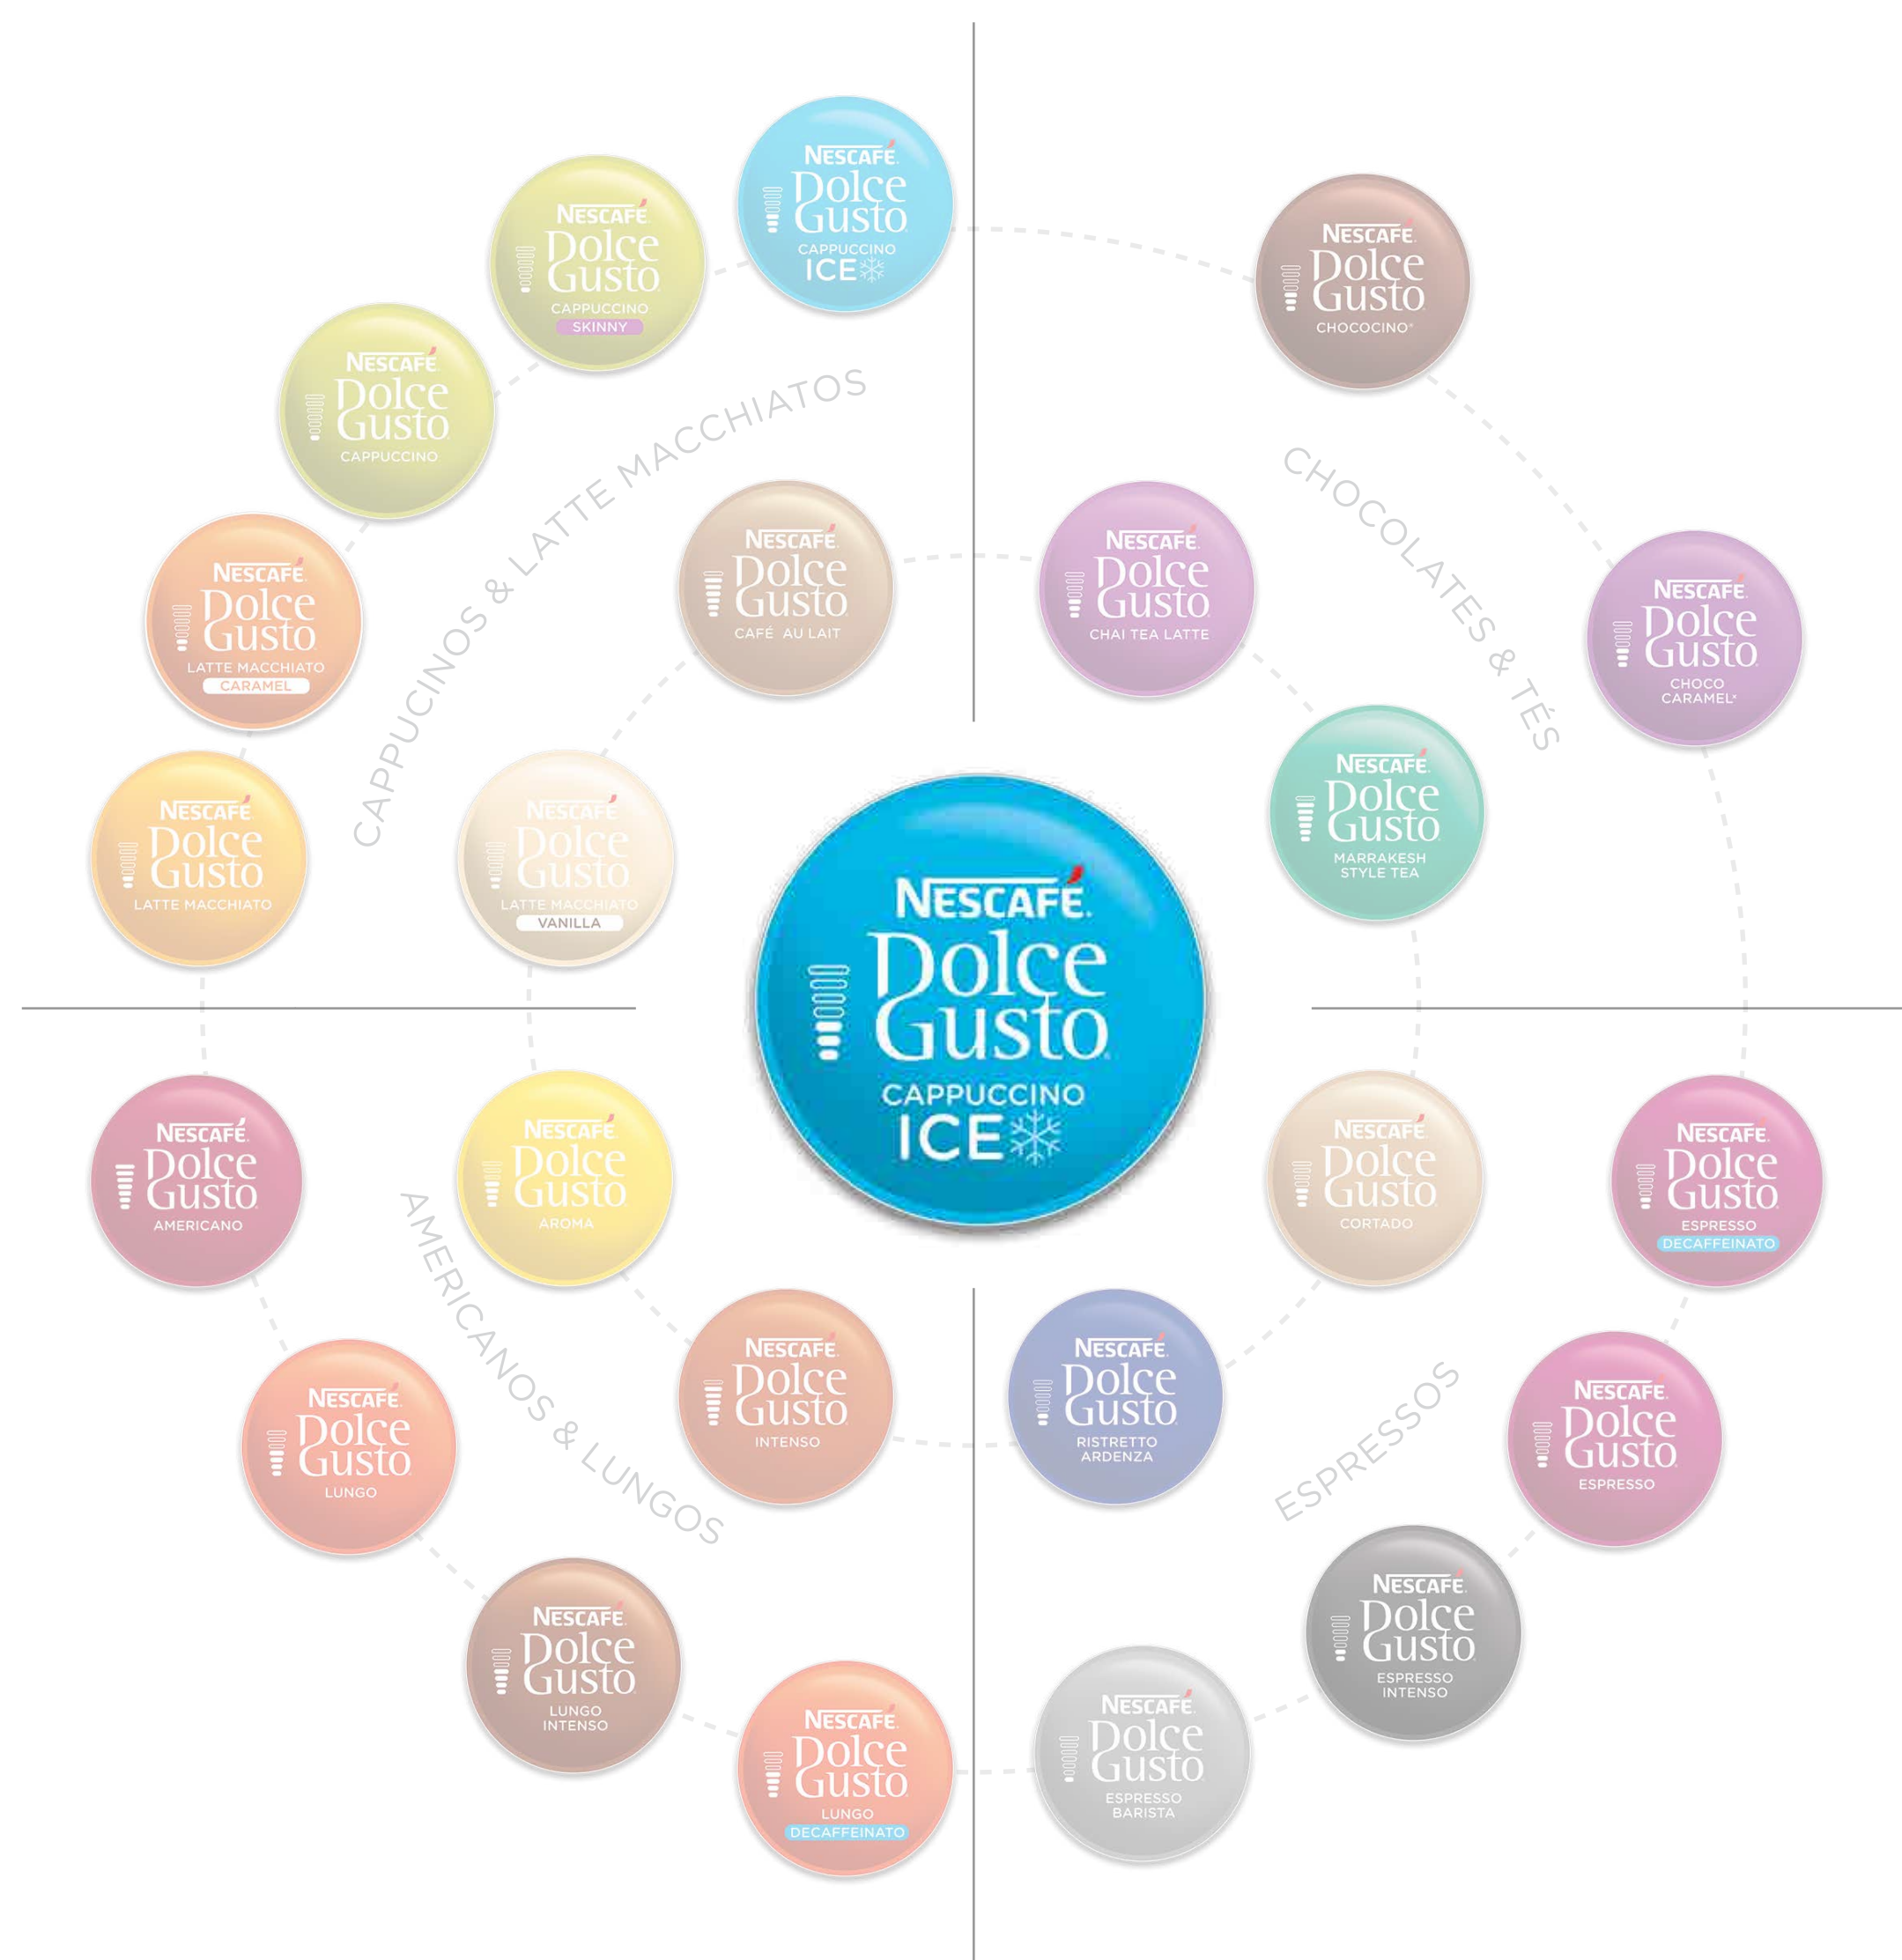 NESCAFÉ
Dolce
Gusto
CAPPUCCINO
ICE
NESCAFÉ
Dolce
Gusto
CAPPUCCINO
SKINNY
NESCAFÉ
Dolce
Gusto
CAPPUCCINO
NESCAFÉ
Dolce
Gusto
LATTE MACCHIATO
CARAMEL
NESCAFÉ
Dolce
Gusto
LATTE MACCHIATO
CAPPUCINOS & LATTE MACCHIATOS
NESCAFÉ
Dolce
Gusto
CAFÉ AU LAIT
NESCAFÉ
Dolce
Gusto
LATTE MACCHIATO
VANILLA
NESCAFÉ
Dolce
Gusto
CHOCOCINO®
NESCAFÉ
Dolce
Gusto
CHOCO
CARAMEL*
CHOCOLATES & TÉS
NESCAFÉ
Dolce
Gusto
CHAI TEA LATTE
NESCAFÉ
Dolce
Gusto
MARRAKESH
STYLE TEA
NESCAFÉ
Dolce
Gusto
CAPPUCCINO
ICE
NESCAFÉ
Dolce
Gusto
AMERICANO
NESCAFÉ
Dolce
Gusto
AROMA
AMERICANOS & LUNGOS
NESCAFÉ
Dolce
Gusto
INTENSO
NESCAFÉ
Dolce
Gusto
LUNGO
NESCAFÉ
Dolce
Gusto
LUNGO
INTENSO
NESCAFÉ
Dolce
Gusto
LUNGO
DECAFFEINATO
NESCAFÉ
Dolce
Gusto
CORTADO
NESCAFÉ
Dolce
Gusto
ESPRESSO
DECAFFEINATO
NESCAFÉ
Dolce
Gusto
RISTRETTO
ARDENZA
ESPRESSOS
NESCAFÉ
Dolce
Gusto
ESPRESSO
NESCAFÉ
Dolce
Gusto
ESPRESSO
INTENSO
NESCAFÉ
Dolce
Gusto
ESPRESSO
BARISTA